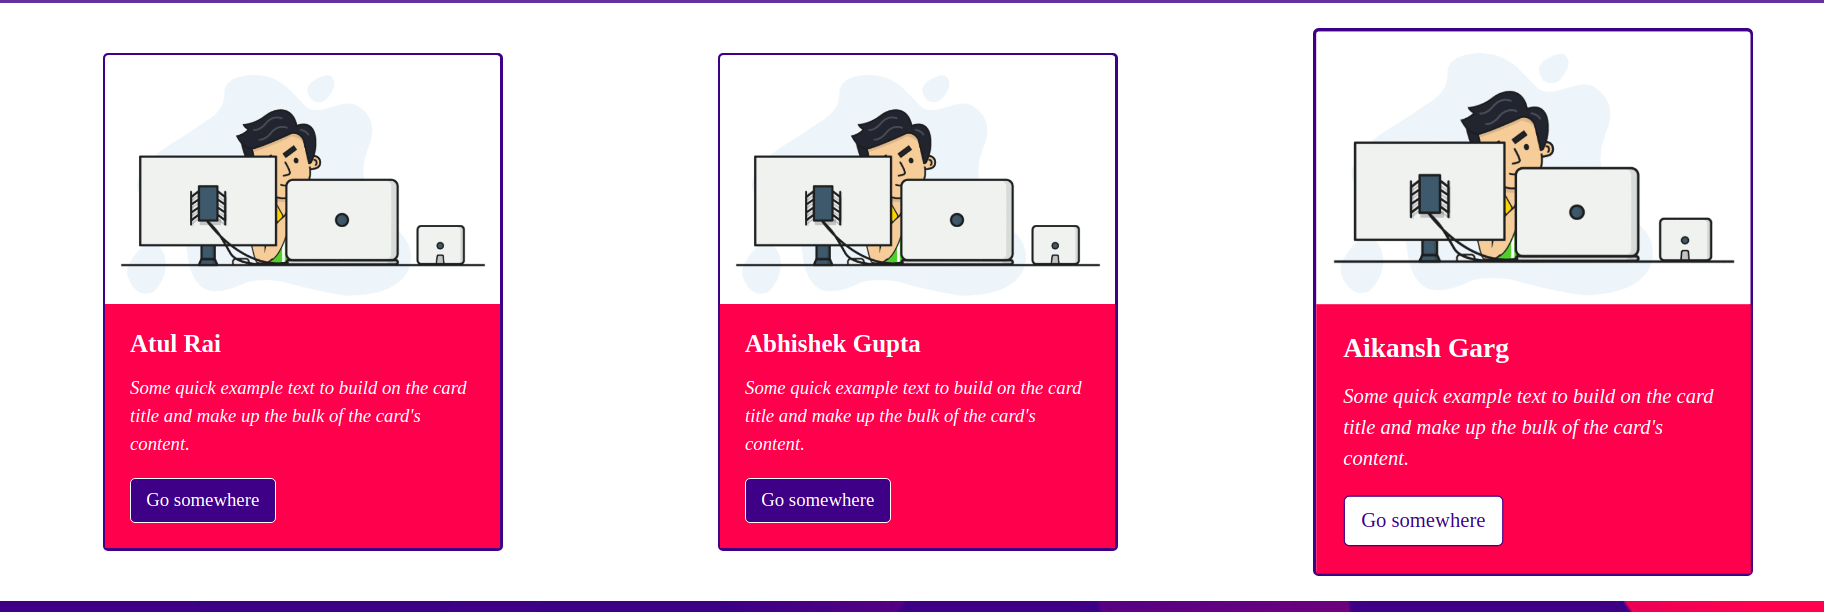 Atul Rai
Some quick example text to build on the card
title and make up the bulk of the card's
content.
Go somewhere
Abhishek Gupta
Some quick example text to build on the card
title and make up the bulk of the card's
content.
Go somewhere
Aikansh Garg
Some quick example text to build on the card
title and make up the bulk of the card's
content.
Go somewhere